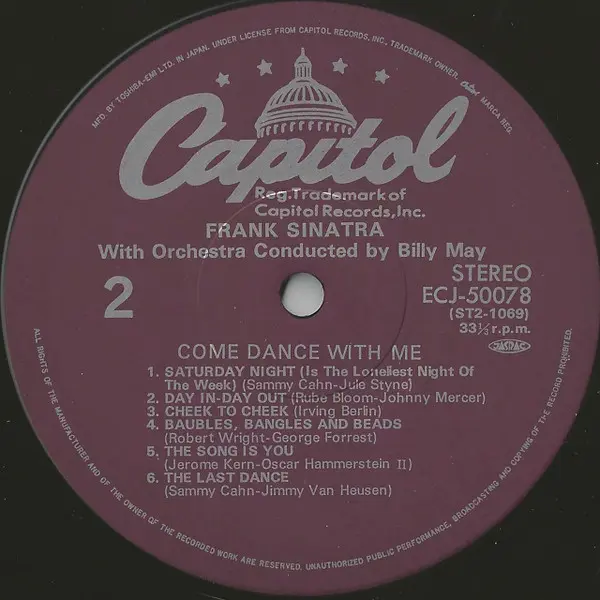 MFD. BY TOSHIBA-EMI LTD. IN JAPAN. UNDER LICENSE FROM CAPITOL RECORDS, INC., TRADEMARK OWNER. MARCA REG.
Capitol
Reg. Trademark of
Capitol Records, Inc.
FRANK SINATRA
With Orchestra Conducted by Billy May
2
STEREO
ECJ-50078
(ST2-1069)
33⅓ r.p.m.
JASRAC
COME DANCE WITH ME
1. SATURDAY NIGHT (Is The Loneliest Night Of
The Week) (Sammy Cahn-Jule Styne)
2. DAY IN-DAY OUT (Rube Bloom-Johnny Mercer)
3. CHEEK TO CHEEK (Irving Berlin)
4. BAUBLES, BANGLES AND BEADS
(Robert Wright-George Forrest)
5. THE SONG IS YOU
(Jerome Kern-Oscar Hammerstein II)
6. THE LAST DANCE
(Sammy Cahn-Jimmy Van Heusen)
ALL RIGHTS OF THE MANUFACTURER AND OF THE OWNER OF THE RECORDED WORK ARE RESERVED. UNAUTHORIZED PUBLIC PERFORMANCE, BROADCASTING AND COPYING OF THE RECORD PROHIBITED.